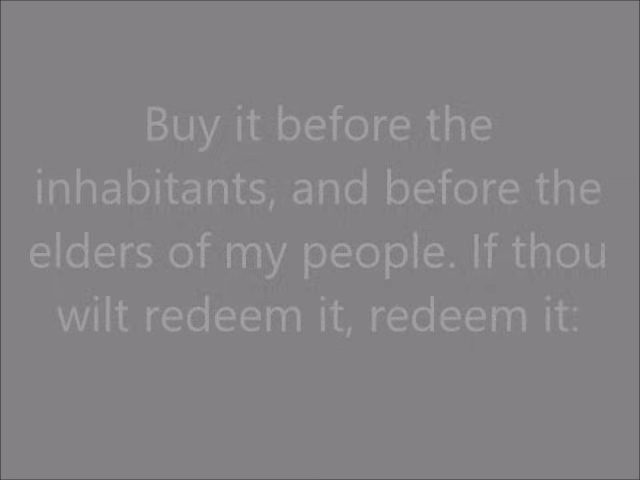 Buy it before the
inhabitants, and before the
elders of my people. If thou
wilt redeem it, redeem it: